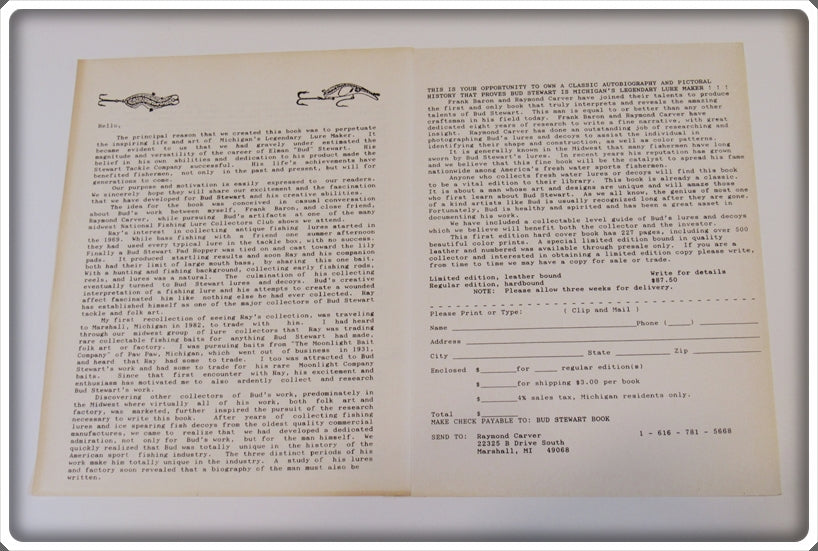 Hello,
The principal reason that we created this book was to perpetuate
the inspiring life and art of Michigan's Legendary Lure Maker. It
became evident to us that we had gravely under estimated the
magnitude and versatility of the career of Elman "Bud" Stewart. His
belief in his own abilities and dedication to his product made the
Stewart Tackle Company successful. His life's achievements have
benefited fishermen, not only in the past and present, but will for
generations to come.
Our purpose and motivation is easily expressed to our readers.
We sincerely hope they will share our excitement and the fascination
that we have developed for Bud Stewart and his creative abilities.
The idea for the book was conceived in casual conversation
about Bud's work between myself, Frank Baron, and close friend,
Raymond Carver, while pursuing Bud's artifacts at one of the many
midwest National Fishing Lure Collectors Club shows we attend.
Ray's interest in collecting antique fishing lures started in
the 1969. While bass fishing with a friend one summer afternoon
they had used every typical lure in the tackle box, with no success.
Finally a Bud Stewart Pad Hopper was tied on and cast toward the lily
pads. It produced startling results and soon Ray and his companion
both had their limit of large mouth bass, by sharing this one bait.
With a hunting and fishing background, collecting early fishing rods,
reels, and lures was a natural. The culmination of his collecting
eventually turned to Bud Stewart lures and decoys. Bud's creative
interpretation of a fishing lure and his attempts to create a wounded
affect fascinated him like nothing else he had ever collected. Ray
has established himself as one of the major collectors of Bud Stewart
tackle and folk art.
My first recollection of seeing Ray's collection, was traveling
to Marshall, Michigan in 1982, to trade with him. I had heard
through our midwest group of lure collectors that Ray was trading
rare collectable fishing baits for anything Bud Stewart had made,
folk art or factory. I was pursuing baits from "The Moonlight Bait
Company" of Paw Paw, Michigan, which went out of business in 1931,
and heard that Ray had some to trade. I too was attracted to Bud
Stewart's work and had some to trade for his rare Moonlight Company
baits. Since that first encounter with Ray, his excitement and
enthusiasm has motivated me to also ardently collect and research
Bud Stewart's work.
Discovering other collectors of Bud's work, predominately in
the Midwest where virtually all of his work, both folk art and
factory, was marketed, further inspired the pursuit of the research
necessary to write this book. After years of collecting fishing
lures and ice spearing fish decoys from the oldest quality commercial
manufactures, we came to realize that we had developed a dedicated
admiration, not only for Bud's work, but for the man himself. We
quickly realized that Bud was totally unique in the history of the
American sport fishing industry. The three distinct periods of his
work make him totally unique in the industry. A study of his lures
and factory soon revealed that a biography of the man must also be
written.
THIS IS YOUR OPPORTUNITY TO OWN A CLASSIC AUTOBIOGRAPHY AND PICTORAL
HISTORY THAT PROVES BUD STEWART IS MICHIGAN'S LEGENDARY LURE MAKER ! ! !
Frank Baron and Raymond Carver have joined their talents to produce
the first and only book that truly interprets and reveals the amazing
talents of Bud Stewart. This man is equal to or better than any other
craftsman in his field today. Frank Baron and Raymond Carver have
dedicated eight years of research to write a fine narrative, with great
insight. Raymond Carver has done an outstanding job of researching and
photographing Bud's lures and decoys to assist the individual in
identifying their shape and construction, as well as color patterns.
It is generally known in the Midwest that many fishermen have long
sworn by Bud Stewart's lures. In recent years his reputation has grown
and we believe that this fine book will be the catalyst to spread his fame
nationwide among America's fresh water sports fishermen.
Anyone who collects fresh water lures or decoys will find this book
to be a vital edition to their library. This book is already a classic.
It is about a man whose art and designs are unique and will amaze those
who first learn about Bud Stewart. As we all know, the genius of most one
of a kind artists like Bud is usually recognized long after they are gone.
Fortunately, Bud is healthy and spirited and has been a great asset in
documenting his work.
We have included a collectable level guide of Bud's lures and decoys
which we believe will benefit both the collector and the investor.
This first edition hard cover book has 227 pages, including over 500
beautiful color prints. A special limited edition bound in quality
leather and numbered was available through presale only. If you are a
collector and interested in obtaining a limited edition copy please write,
from time to time we may have a copy for sale or trade.
Limited edition, leather bound Write for details
Regular edition, hardbound $87.50
NOTE: Please allow three weeks for delivery.
Please Print or Type: ( Clip and Mail )
Name Phone ( )
Address
City State Zip
Enclosed $ for regular edition(s)
$ for shipping $3.00 per book
$ 4% sales tax, Michigan residents only.
Total $
MAKE CHECK PAYABLE TO: BUD STEWART BOOK
SEND TO: Raymond Carver 1 - 616 - 781 - 5668
22325 B Drive South
Marshall, MI 49068